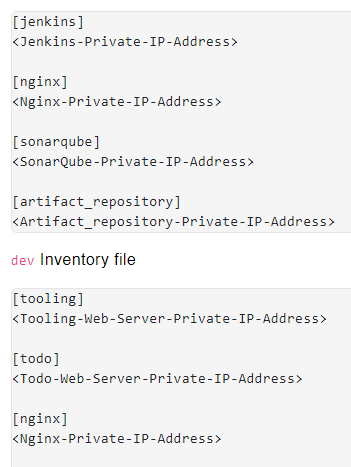 [jenkins]
<Jenkins-Private-IP-Address>
[nginx]
<Nginx-Private-IP-Address>
[sonarqube]
<SonarQube-Private-IP-Address>
[artifact_repository]
<Artifact_repository-Private-IP-Address>
dev Inventory file
[tooling]
<Tooling-Web-Server-Private-IP-Address>
[todo]
<Todo-Web-Server-Private-IP-Address>
[nginx]
<Nginx-Private-IP-Address>